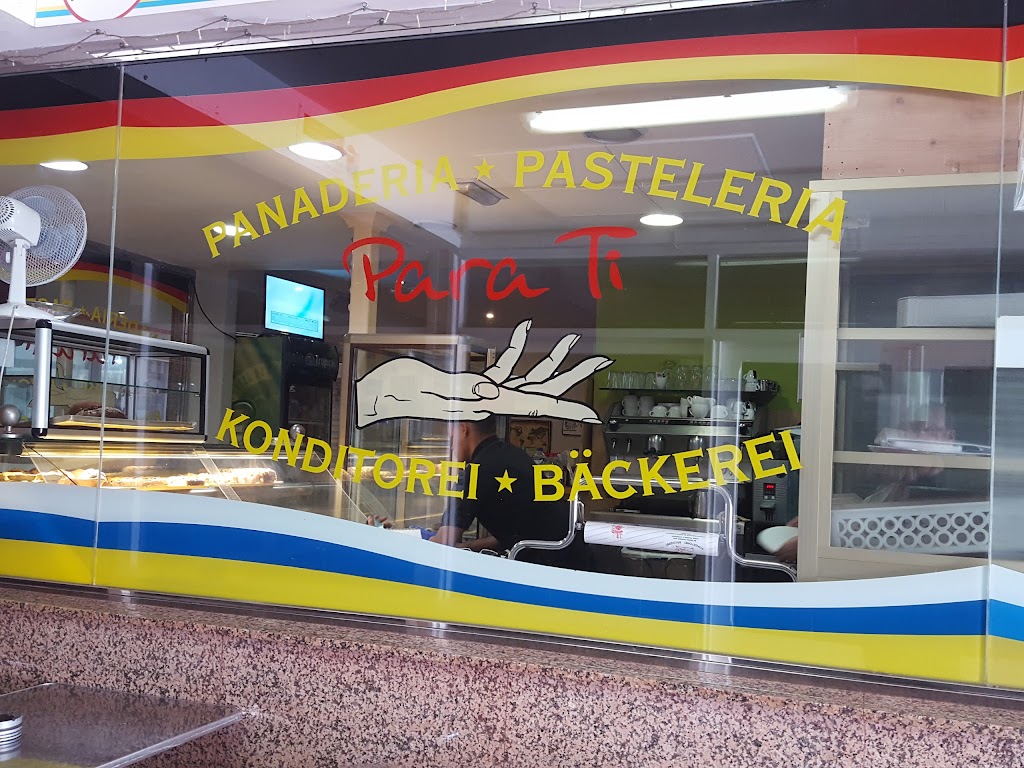 PANADERIA ★ PASTELERIA
Para Ti
KONDITOREI ★ BÄCKEREI